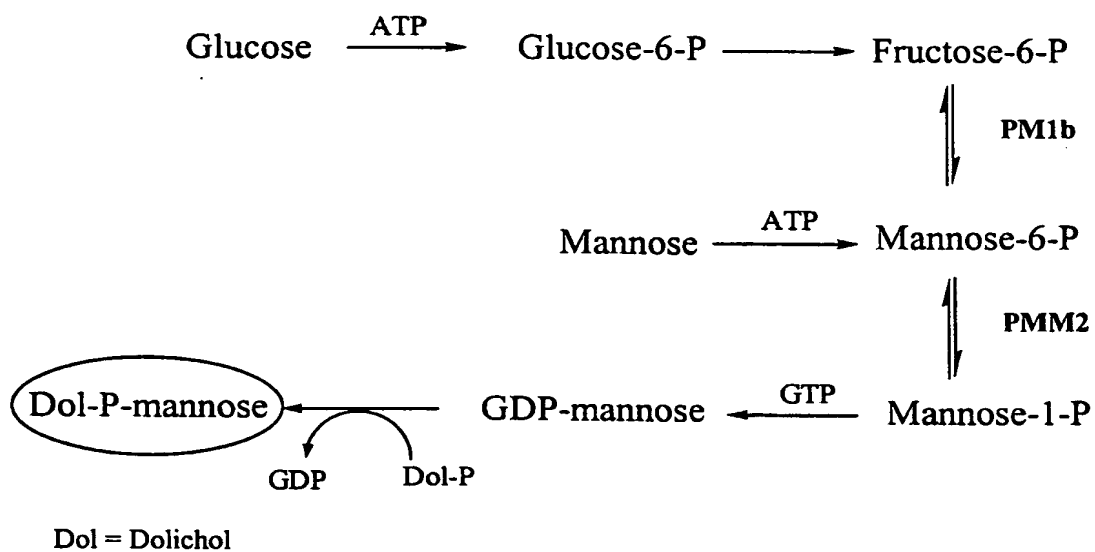 ATP
Glucose Glucose-6-P Fructose-6-P
PM1b
ATP
Mannose Mannose-6-P
PMM2
GTP
Dol-P-mannose GDP-mannose Mannose-1-P
GDP Dol-P
Dol = Dolichol